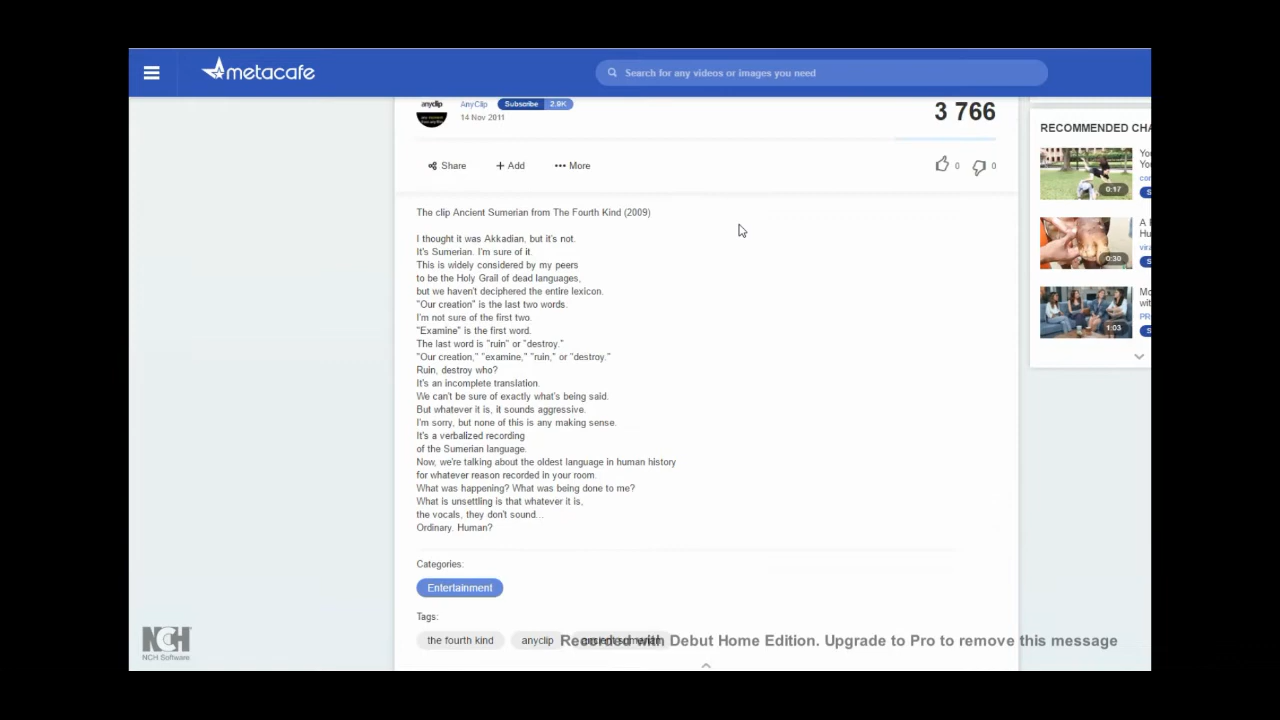 metacafe
Search for any videos or images you need
anyclip
AnyClip Subscribe 2.9K
14 Nov 2011
3 766
Share + Add ••• More
0 0
RECOMMENDED CHA
0:17
0:30
1:03
The clip Ancient Sumerian from The Fourth Kind (2009)
I thought it was Akkadian, but it's not.
It's Sumerian. I'm sure of it.
This is widely considered by my peers
to be the Holy Grail of dead languages,
but we haven't deciphered the entire lexicon.
"Our creation" is the last two words.
I'm not sure of the first two.
"Examine" is the first word.
The last word is "ruin" or "destroy."
"Our creation," "examine," "ruin," or "destroy."
Ruin, destroy who?
It's an incomplete translation.
We can't be sure of exactly what's being said.
But whatever it is, it sounds aggressive.
I'm sorry, but none of this is any making sense.
It's a verbalized recording
of the Sumerian language.
Now, we're talking about the oldest language in human history
for whatever reason recorded in your room.
What was happening? What was being done to me?
What is unsettling is that whatever it is,
the vocals, they don't sound...
Ordinary. Human?
Categories:
Entertainment
Tags:
the fourth kind anyclip
Recorded with Debut Home Edition. Upgrade to Pro to remove this message
NCH
NCH Software